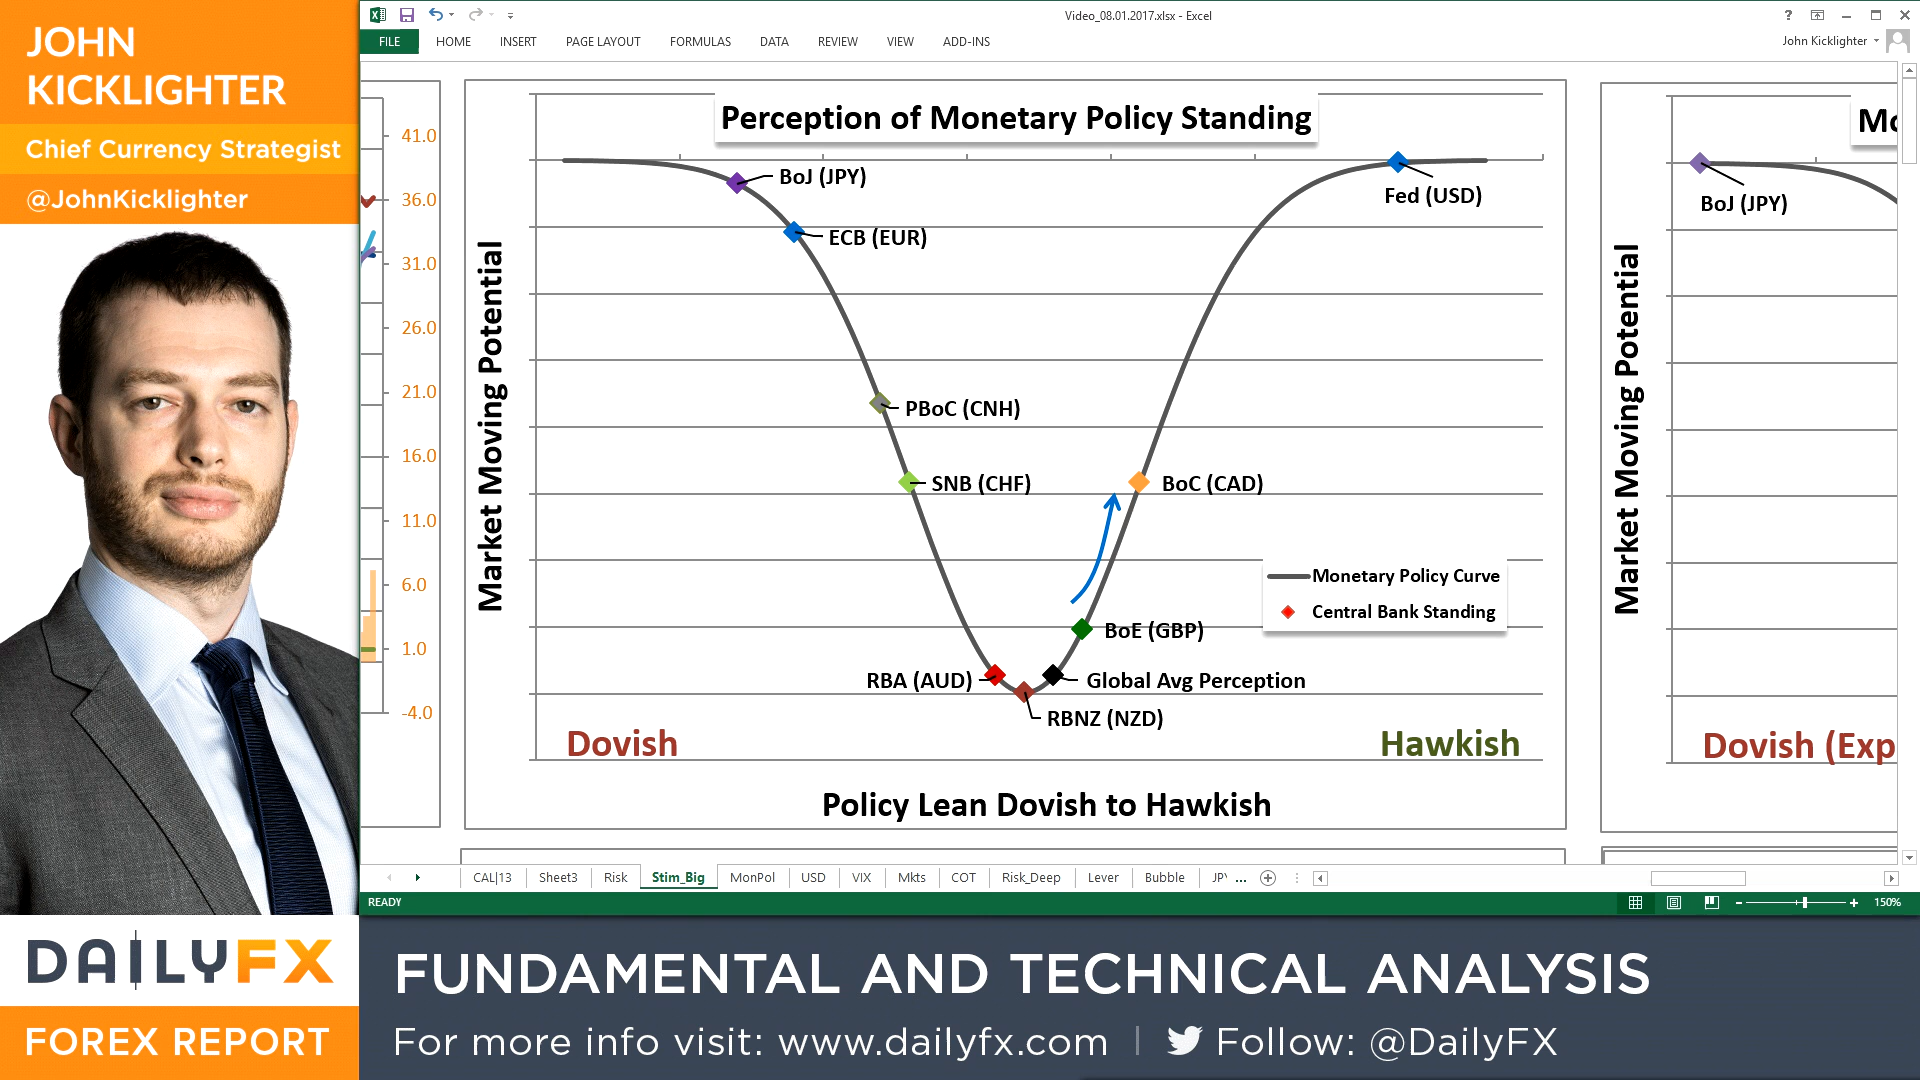 JOHN
KICKLIGHTER
Chief Currency Strategist
@JohnKicklighter
Video_08.01.2017.xlsx - Excel
?
FILE HOME INSERT PAGE LAYOUT FORMULAS DATA REVIEW VIEW ADD-INS
John Kicklighter
41.0
36.0
31.0
26.0
21.0
16.0
11.0
6.0
1.0
-4.0
Perception of Monetary Policy Standing
Market Moving Potential
BoJ (JPY)
ECB (EUR)
PBoC (CNH)
SNB (CHF)
RBA (AUD)
RBNZ (NZD)
Global Avg Perception
BoE (GBP)
BoC (CAD)
Fed (USD)
Monetary Policy Curve
Central Bank Standing
Dovish
Hawkish
Policy Lean Dovish to Hawkish
Mo
Market Moving Potential
BoJ (JPY)
Dovish (Exp
CAL|13 Sheet3 Risk Stim_Big MonPol USD VIX Mkts COT Risk_Deep Lever Bubble JPY ...
READY
150%
DAILYFX
FOREX REPORT
FUNDAMENTAL AND TECHNICAL ANALYSIS
For more info visit: www.dailyfx.com | Follow: @DailyFX